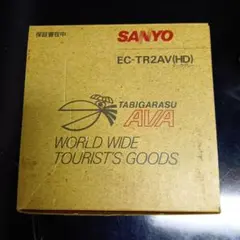 保証書在中
SANYO
EC-TR2AV(HD)
TABIGARASU
AVA
WORLD WIDE
TOURIST'S GOODS